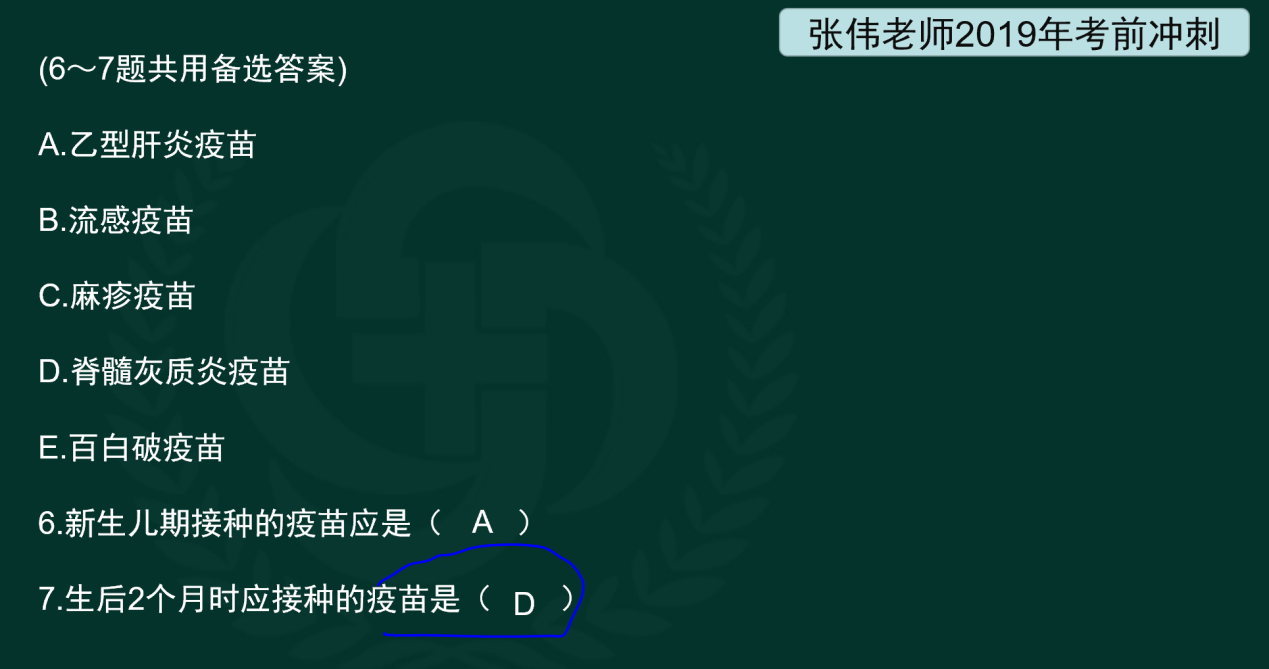 张伟老师2019年考前冲刺
(6～7题共用备选答案)
A.乙型肝炎疫苗
B.流感疫苗
C.麻疹疫苗
D.脊髓灰质炎疫苗
E.百白破疫苗
6.新生儿期接种的疫苗应是（ A ）
7.生后2个月时应接种的疫苗是（ D ）